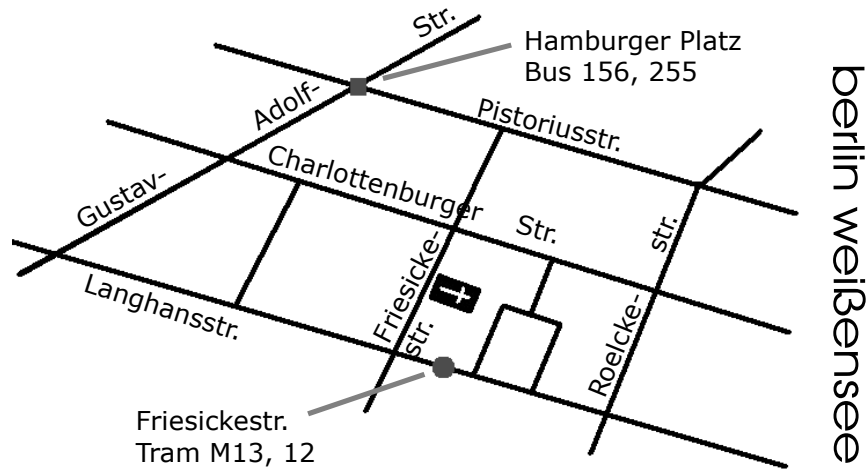 Gustav-Adolf-Str.
Hamburger Platz
Bus 156, 255
Pistoriusstr.
Charlottenburger Str.
Langhansstr.
Friesicke-
str.
Roelcke-str.
Friesickestr.
Tram M13, 12
berlin weißensee